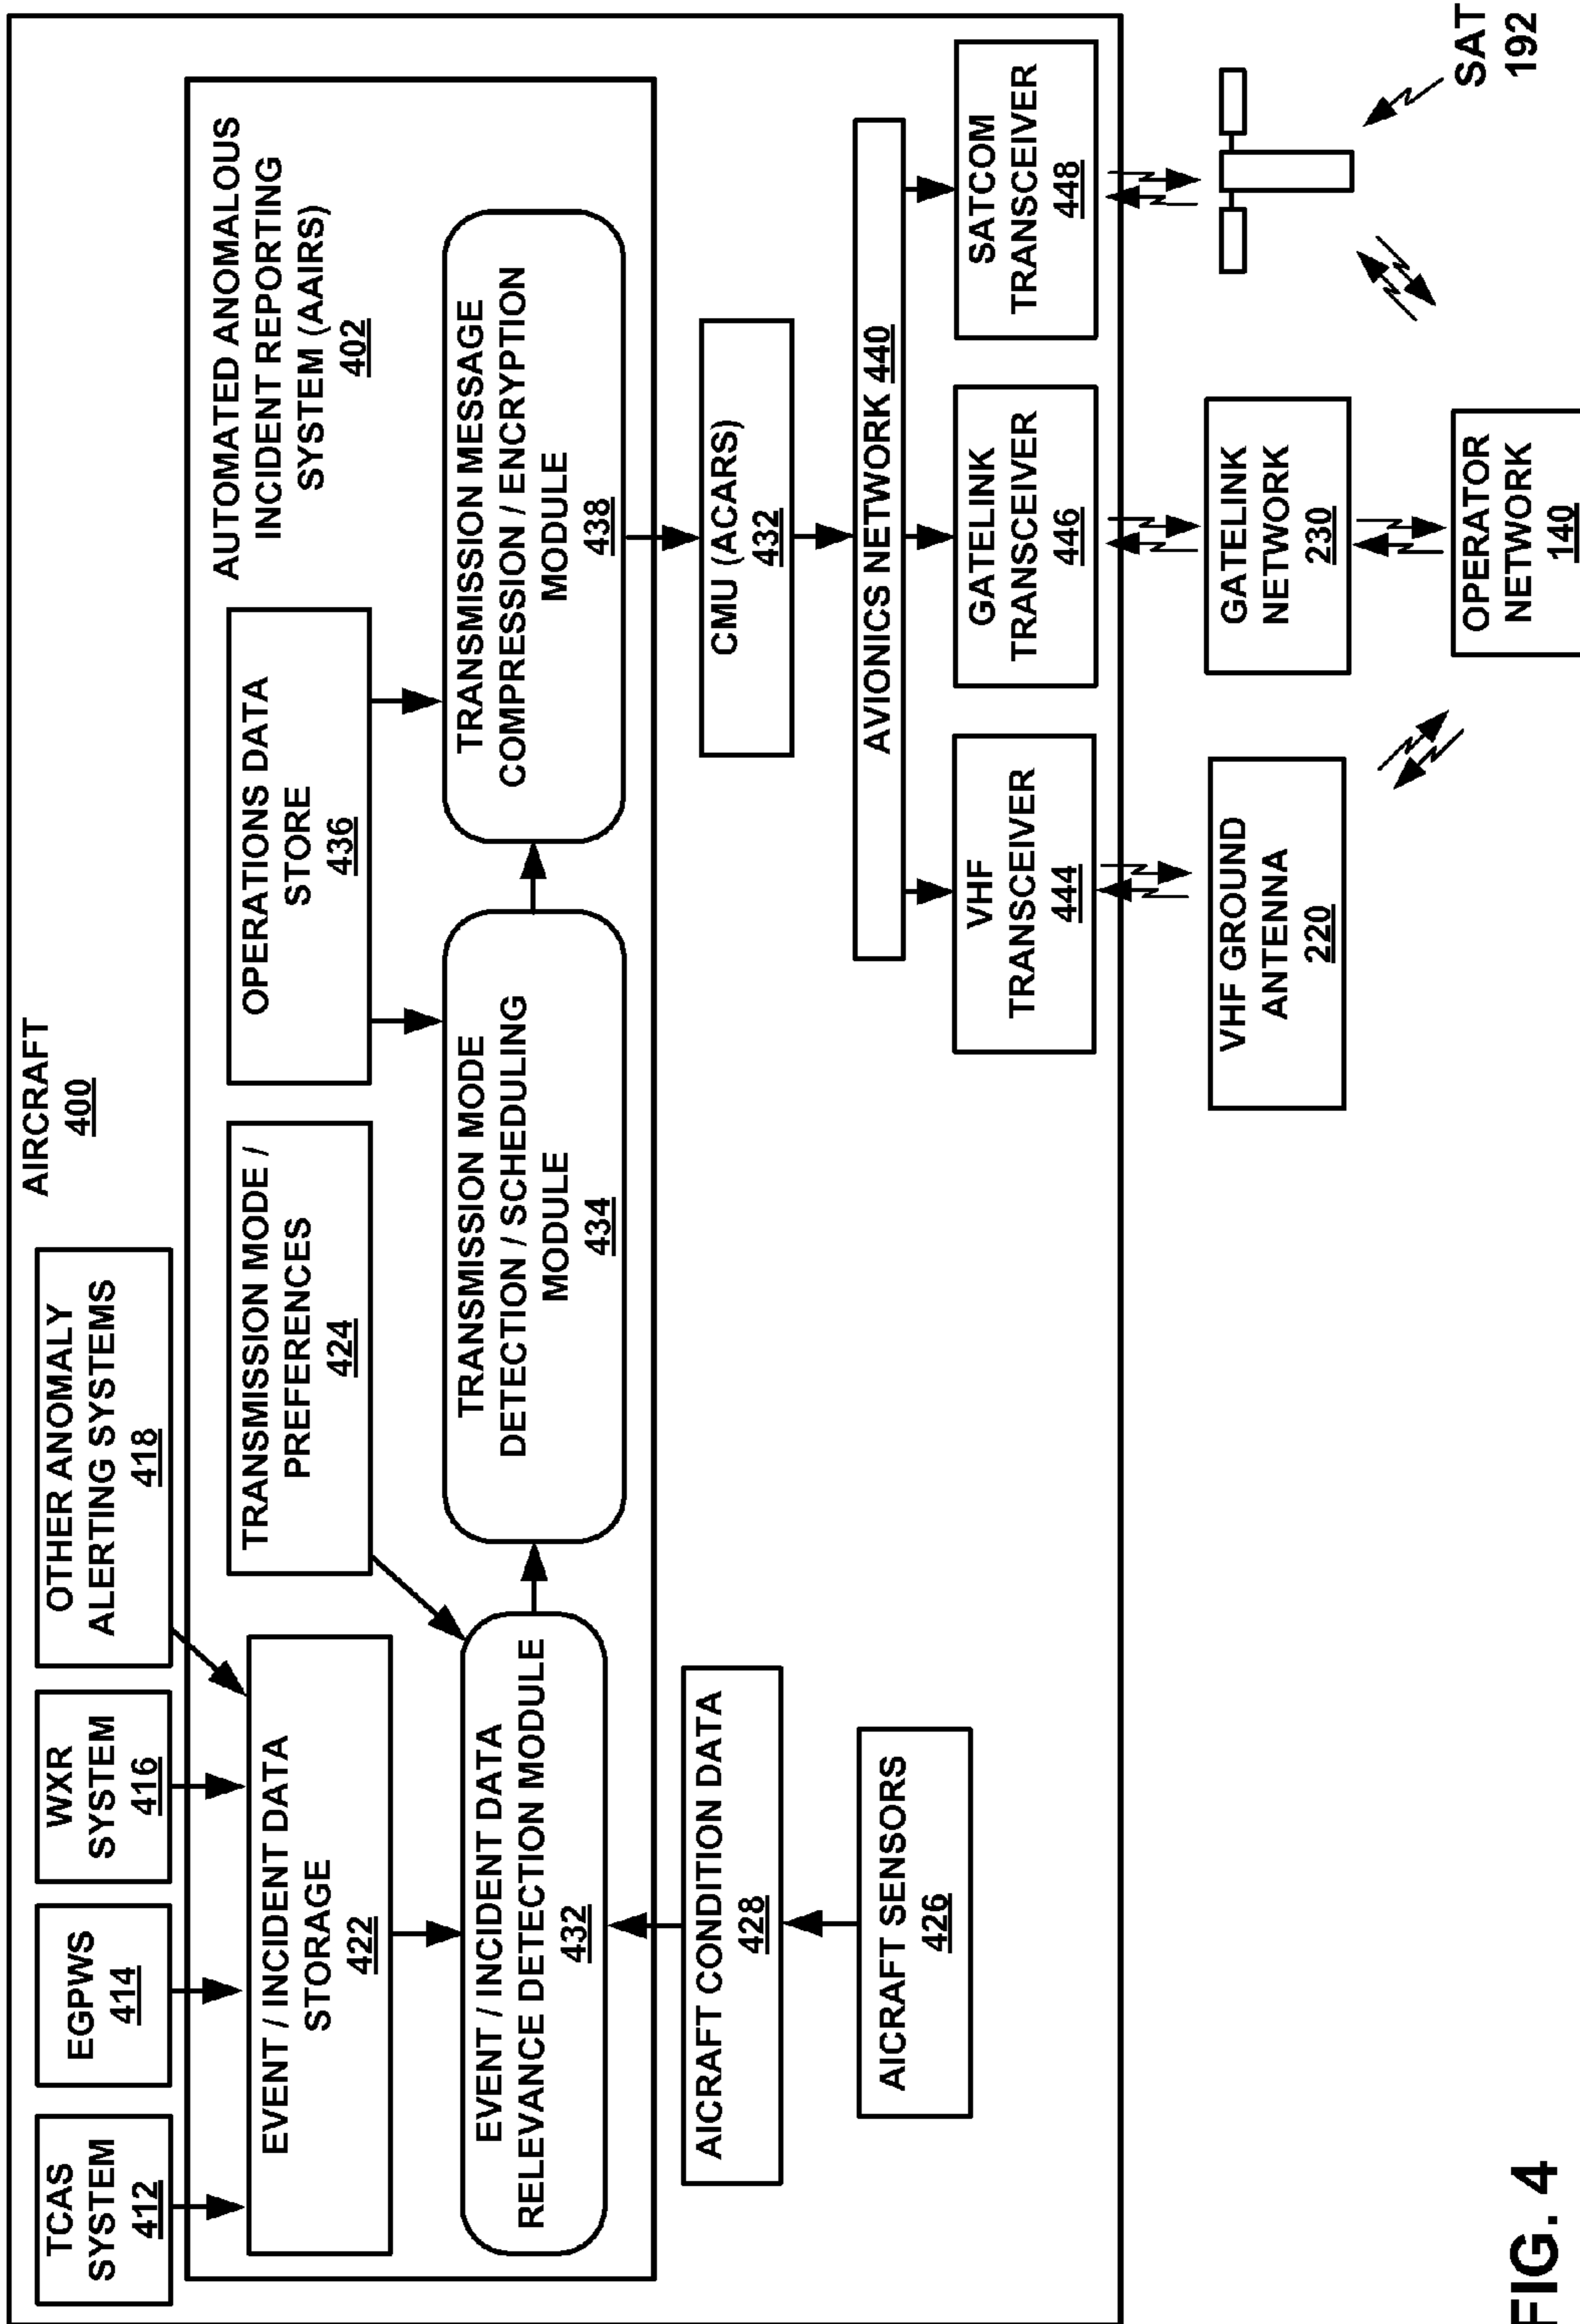 AIRCRAFT
400
TCAS
SYSTEM
412
EGPWS
414
WXR
SYSTEM
416
OTHER ANOMALY
ALERTING SYSTEMS
418
AUTOMATED ANOMALOUS
INCIDENT REPORTING
SYSTEM (AAIRS)
402
EVENT / INCIDENT DATA
STORAGE
422
TRANSMISSION MODE /
PREFERENCES
424
OPERATIONS DATA
STORE
436
EVENT / INCIDENT DATA
RELEVANCE DETECTION MODULE
432
TRANSMISSION MODE
DETECTION / SCHEDULING
MODULE
434
TRANSMISSION MESSAGE
COMPRESSION / ENCRYPTION
MODULE
438
AICRAFT CONDITION DATA
428
AICRAFT SENSORS
426
CMU (ACARS)
432
AVIONICS NETWORK 440
VHF
TRANSCEIVER
444
GATELINK
TRANSCEIVER
446
SATCOM
TRANSCEIVER
448
VHF GROUND
ANTENNA
220
GATELINK
NETWORK
230
SAT
192
OPERATOR
NETWORK
140
FIG. 4